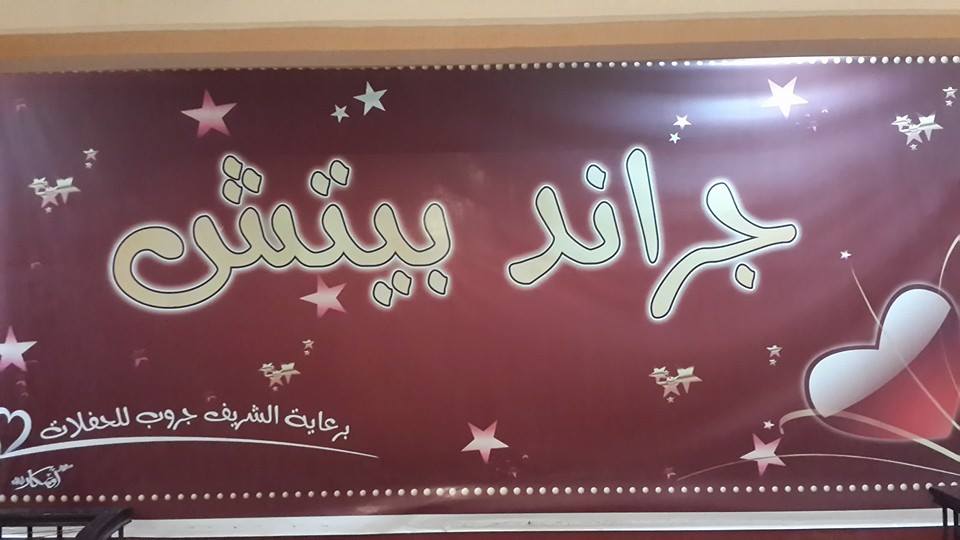 جراند بيتش
برعاية الشريف جروب للحفلات